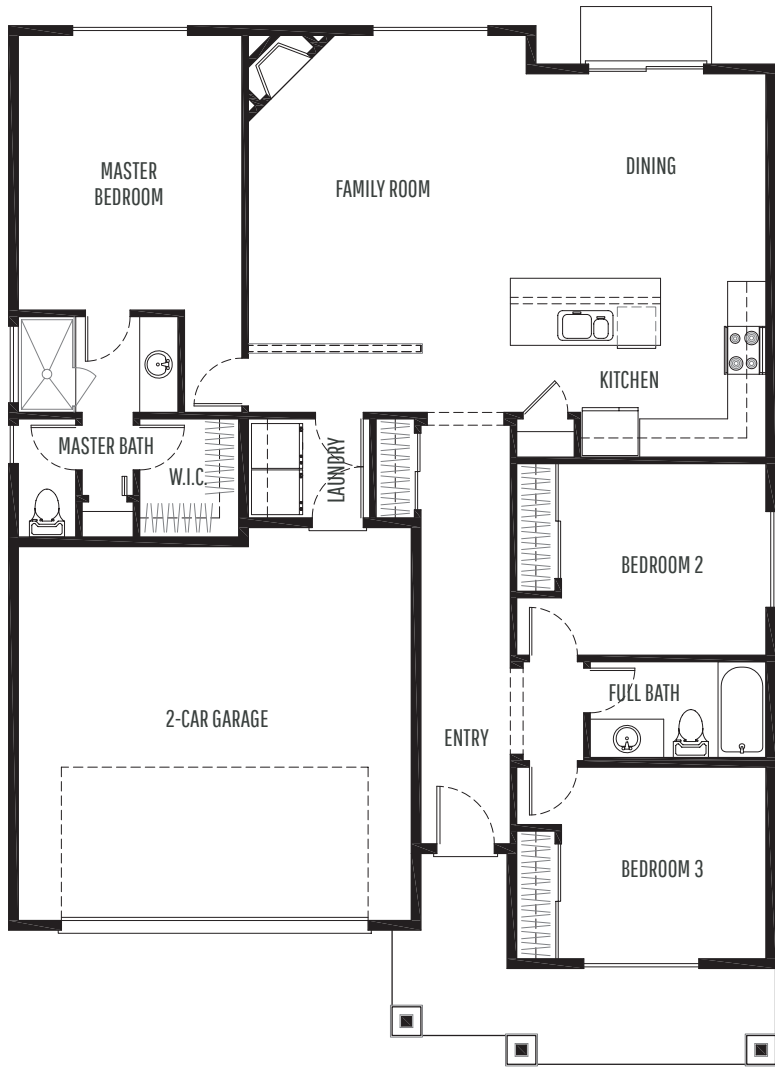 MASTER
BEDROOM
FAMILY ROOM
DINING
KITCHEN
MASTER BATH
W.I.C.
LAUNDRY
BEDROOM 2
FULL BATH
2-CAR GARAGE
ENTRY
BEDROOM 3